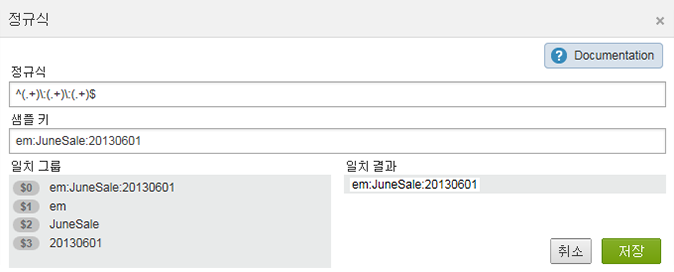 정규식
×
? Documentation
정규식
^(.+)\:(.+)\:(.+)$
샘플 키
em:JuneSale:20130601
일치 그룹
$0 em:JuneSale:20130601
$1 em
$2 JuneSale
$3 20130601
일치 결과
em:JuneSale:20130601
취소 저장